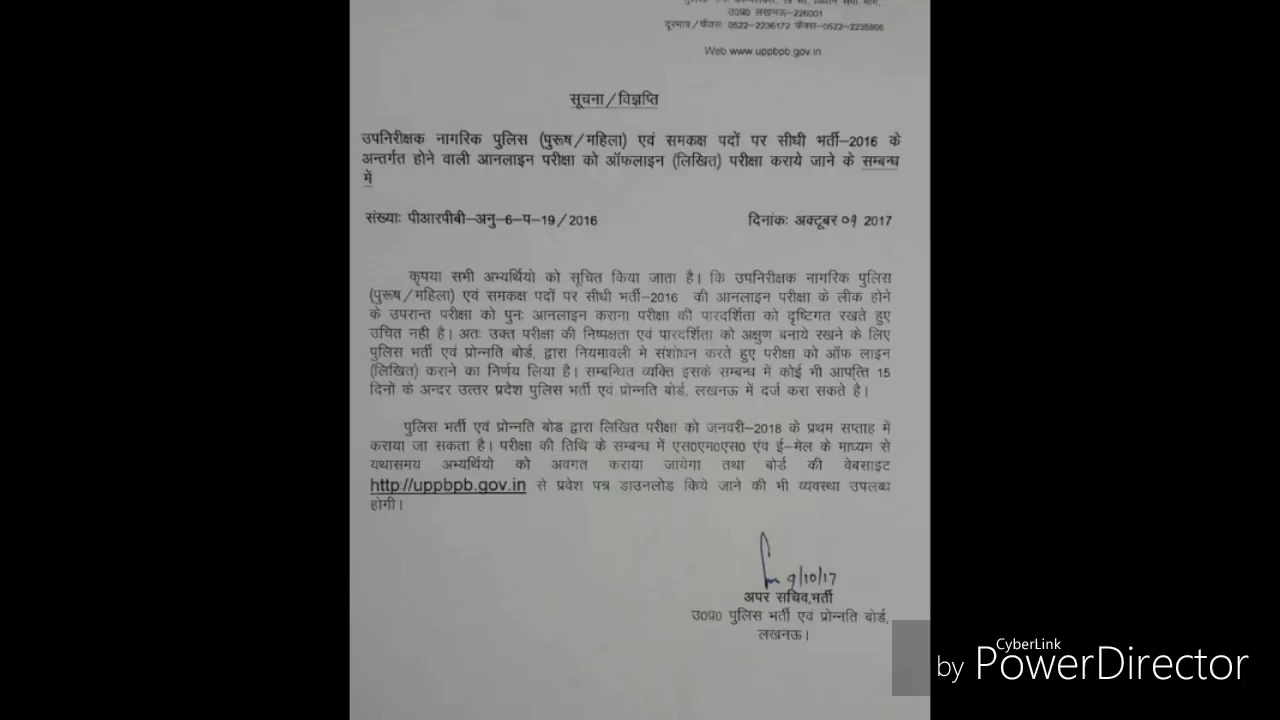 उ0प्र0 लखनऊ–226001
दूरभाष/फैक्स 0522–2236172 फैक्स–0522–2235806
Web www.uppbpb.gov.in
सूचना/विज्ञप्ति
उपनिरीक्षक नागरिक पुलिस (पुरूष/महिला) एवं समकक्ष पदों पर सीधी भर्ती–2016 के
अन्तर्गत होने वाली आनलाइन परीक्षा को ऑफलाइन (लिखित) परीक्षा कराये जाने के सम्बन्ध
में
संख्याः पीआरपीबी–अनु–6–प–19/2016 दिनांकः अक्टूबर 09 2017
कृपया सभी अभ्यर्थियो को सूचित किया जाता है। कि उपनिरीक्षक नागरिक पुलिस
(पुरूष/महिला) एवं समकक्ष पदों पर सीधी भर्ती–2016 की आनलाइन परीक्षा के लीक होने
के उपरान्त परीक्षा को पुनः आनलाइन कराना परीक्षा की पारदर्शिता को दृष्टिगत रखते हुए
उचित नही है। अतः उक्त परीक्षा की निष्पक्षता एवं पारदर्शिता को अक्षुण बनाये रखने के लिए
पुलिस भर्ती एवं प्रोन्नति बोर्ड, द्वारा नियमावली मे संशोधन करते हुए परीक्षा को ऑफ लाइन
(लिखित) कराने का निर्णय लिया है। सम्बन्धित व्यक्ति इसके सम्बन्ध में कोई भी आपत्ति 15
दिनों के अन्दर उत्तर प्रदेश पुलिस भर्ती एवं प्रोन्नति बोर्ड, लखनऊ में दर्ज करा सकते है।
पुलिस भर्ती एवं प्रोन्नति बोड द्वारा लिखित परीक्षा को जनवरी–2018 के प्रथम सप्ताह में
कराया जा सकता है। परीक्षा की तिथि के सम्बन्ध में एस0एम0एस0 एंव ई–मेल के माध्यम से
यथासमय अभ्यर्थियो को अवगत कराया जायेगा तथा बोर्ड की वेबसाइट
http://uppbpb.gov.in से प्रवेश पत्र डाउनलोड किये जाने की भी व्यवस्था उपलब्ध
होगी।
9/10/17
अपर सचिव,भर्ती
उ0प्र0 पुलिस भर्ती एवं प्रोन्नति बोर्ड,
लखनऊ।
CyberLink
by PowerDirector